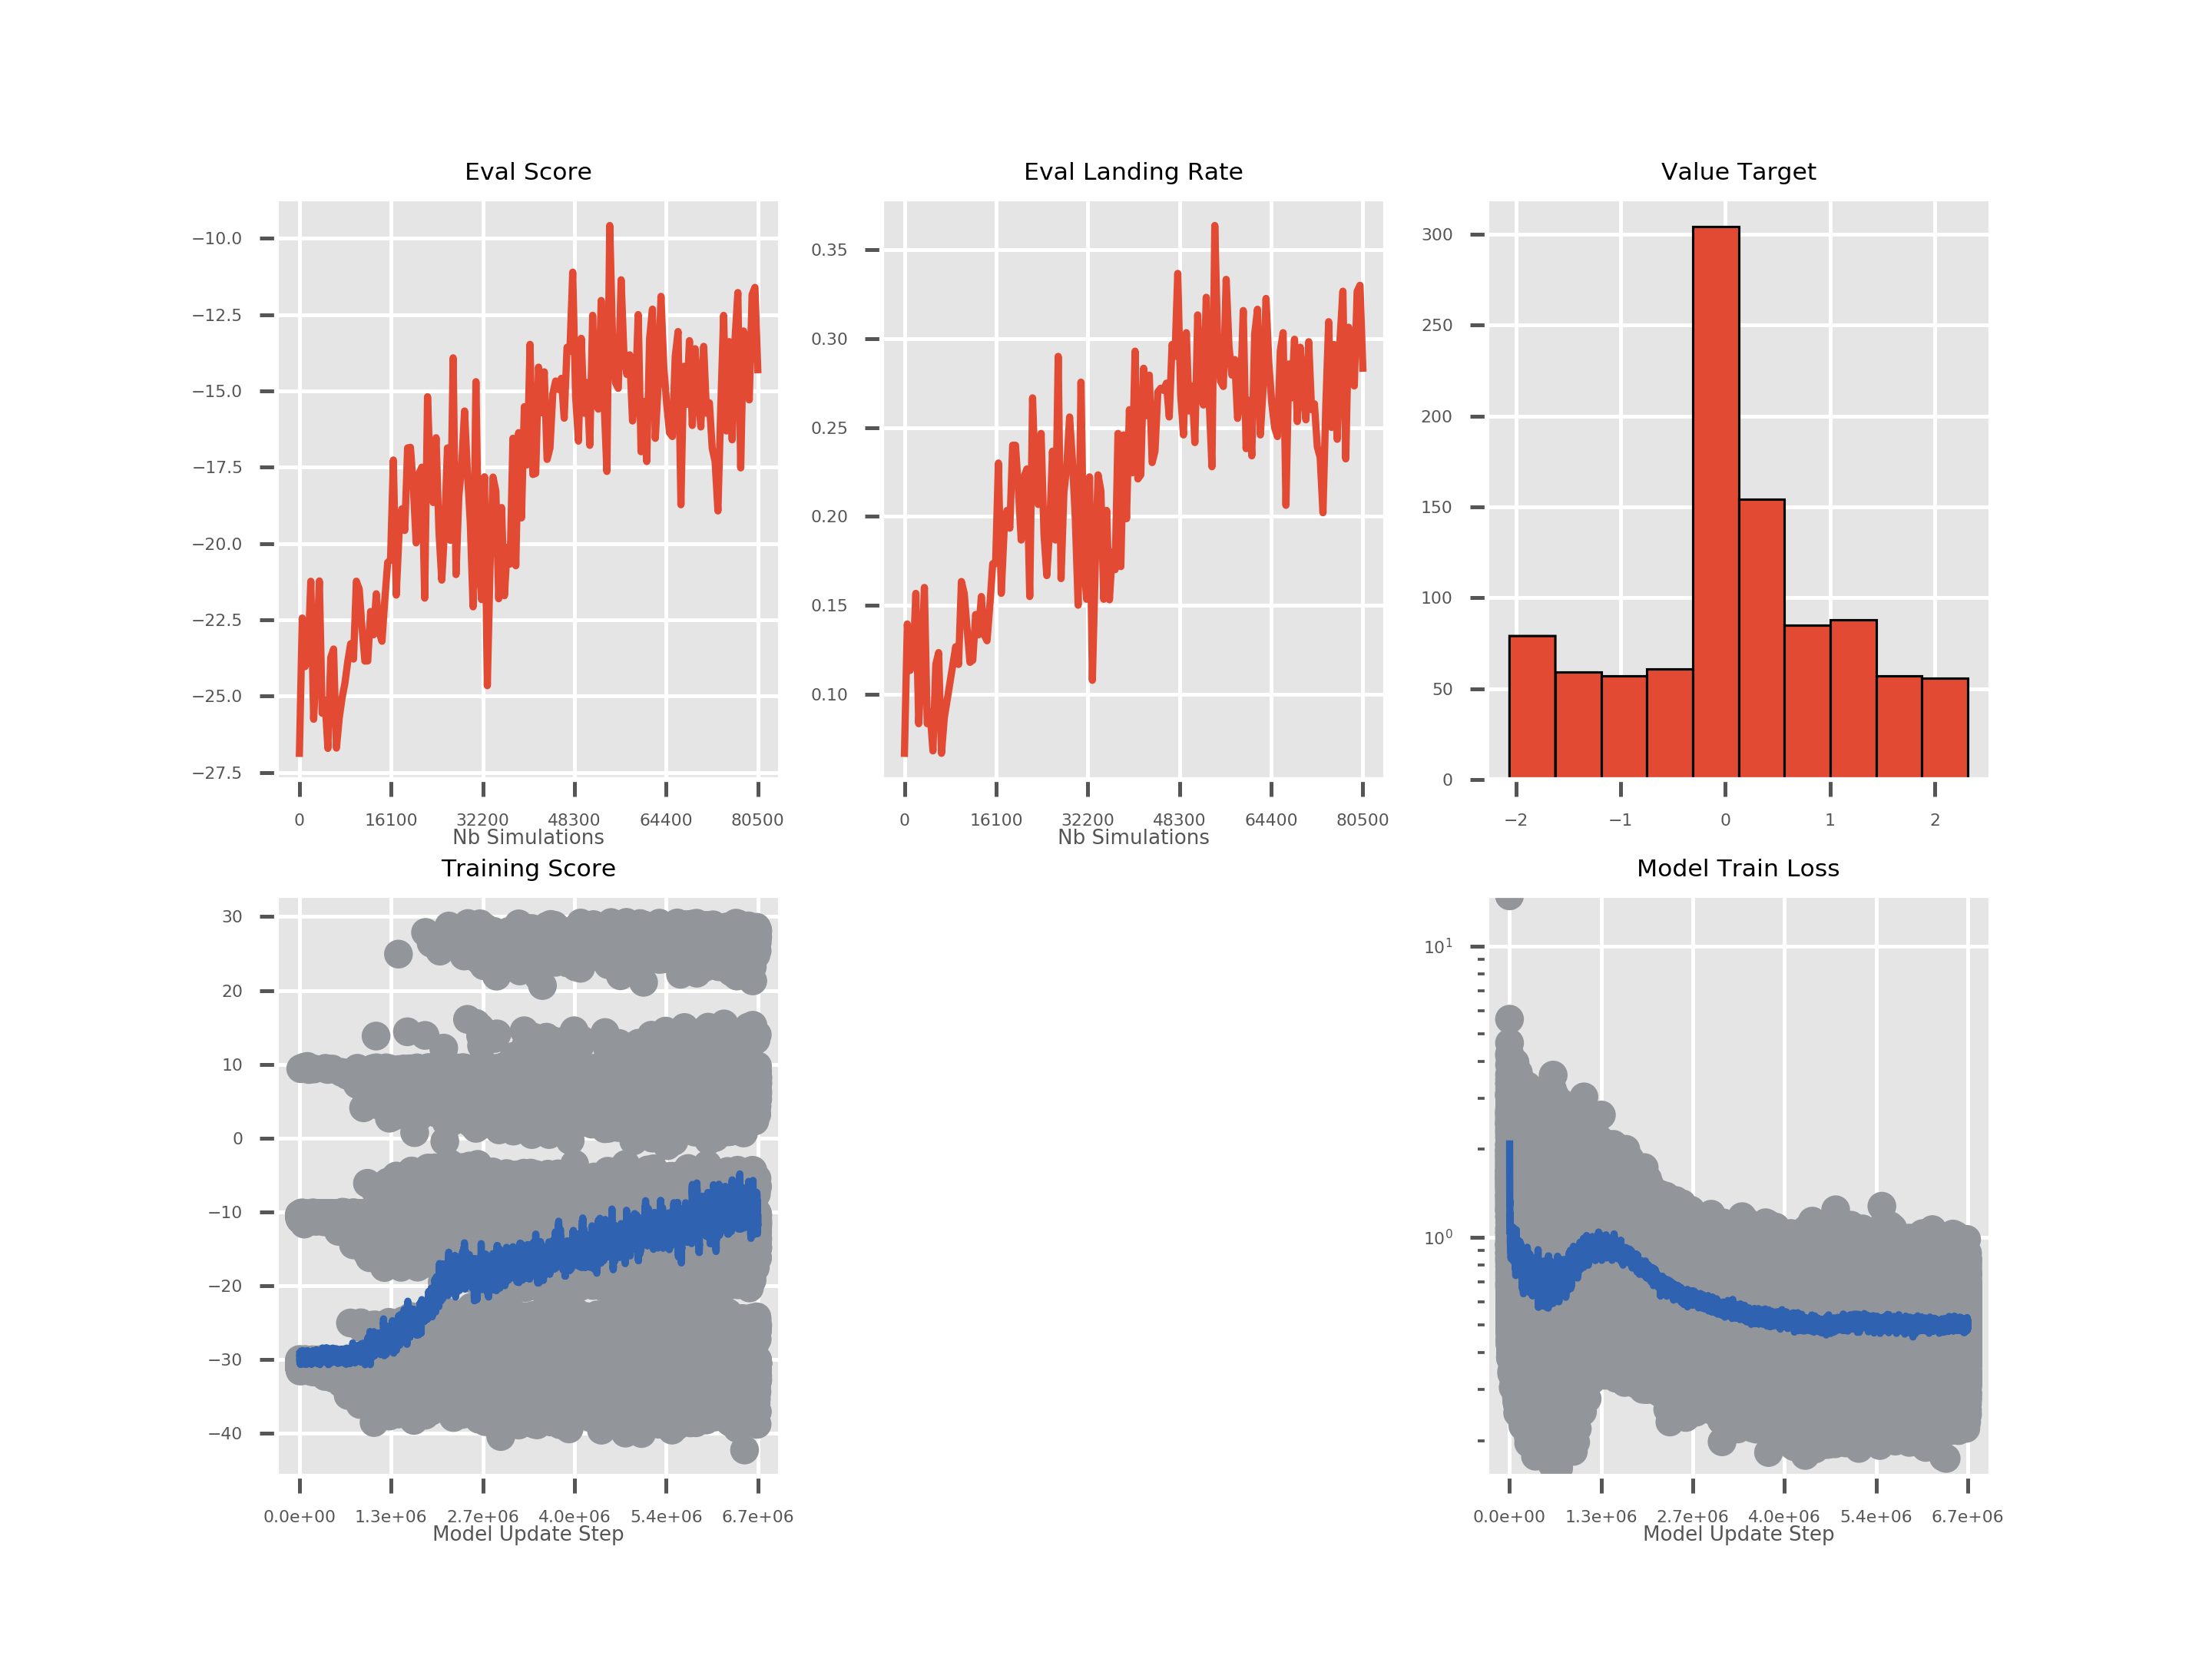 Eval Score
−10.0
−12.5
−15.0
−17.5
−20.0
−22.5
−25.0
−27.5
0 16100 32200 48300 64400 80500
Nb Simulations
Eval Landing Rate
0.35
0.30
0.25
0.20
0.15
0.10
0 16100 32200 48300 64400 80500
Nb Simulations
Value Target
300
250
200
150
100
50
0
−2 −1 0 1 2
Training Score
30
20
10
0
−10
−20
−30
−40
0.0e+00 1.3e+06 2.7e+06 4.0e+06 5.4e+06 6.7e+06
Model Update Step
Model Train Loss
10¹
10⁰
0.0e+00 1.3e+06 2.7e+06 4.0e+06 5.4e+06 6.7e+06
Model Update Step